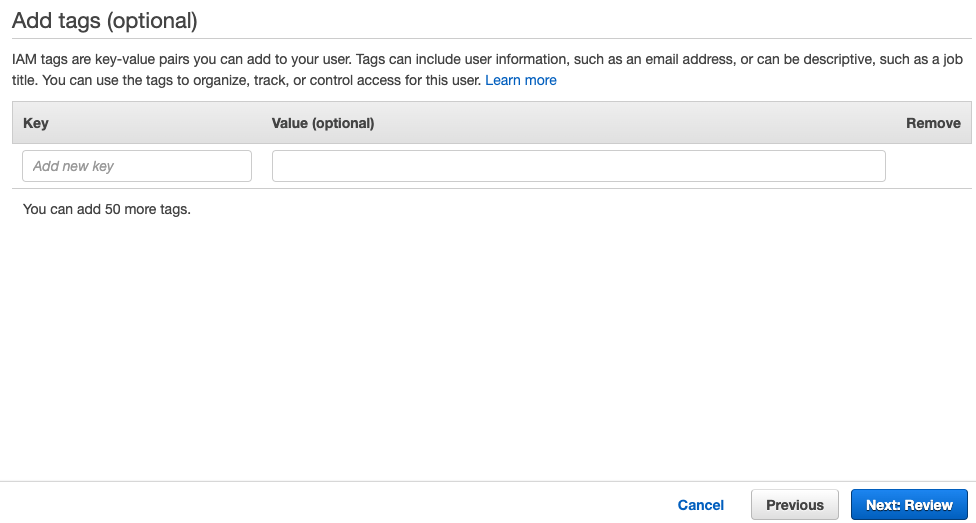 Add tags (optional)
IAM tags are key-value pairs you can add to your user. Tags can include user information, such as an email address, or can be descriptive, such as a job
title. You can use the tags to organize, track, or control access for this user. Learn more
Key Value (optional) Remove
Add new key
You can add 50 more tags.
Cancel Previous Next: Review